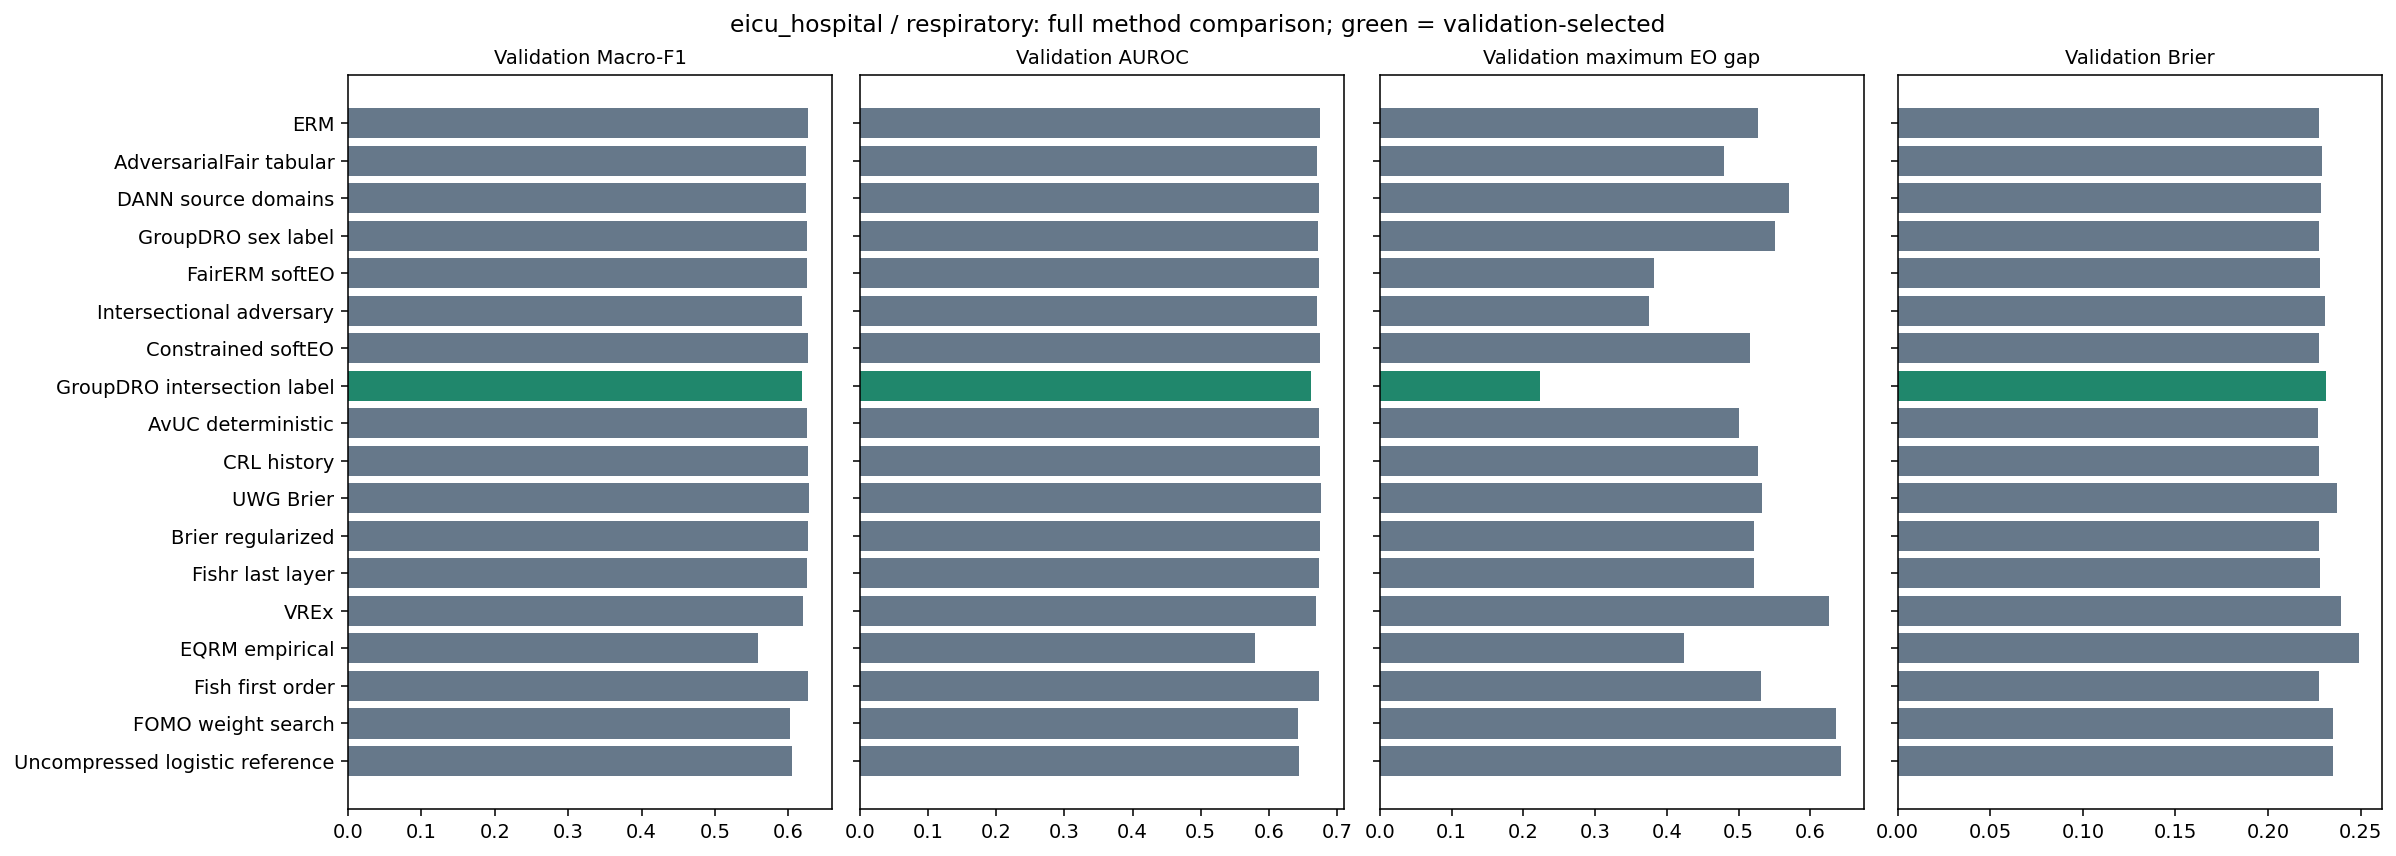 eicu_hospital / respiratory: full method comparison; green = validation-selected
Validation Macro-F1
Validation AUROC
Validation maximum EO gap
Validation Brier
ERM
AdversarialFair tabular
DANN source domains
GroupDRO sex label
FairERM softEO
Intersectional adversary
Constrained softEO
GroupDRO intersection label
AvUC deterministic
CRL history
UWG Brier
Brier regularized
Fishr last layer
VREx
EQRM empirical
Fish first order
FOMO weight search
Uncompressed logistic reference
0.0 0.1 0.2 0.3 0.4 0.5 0.6
0.0 0.1 0.2 0.3 0.4 0.5 0.6 0.7
0.0 0.1 0.2 0.3 0.4 0.5 0.6
0.00 0.05 0.10 0.15 0.20 0.25